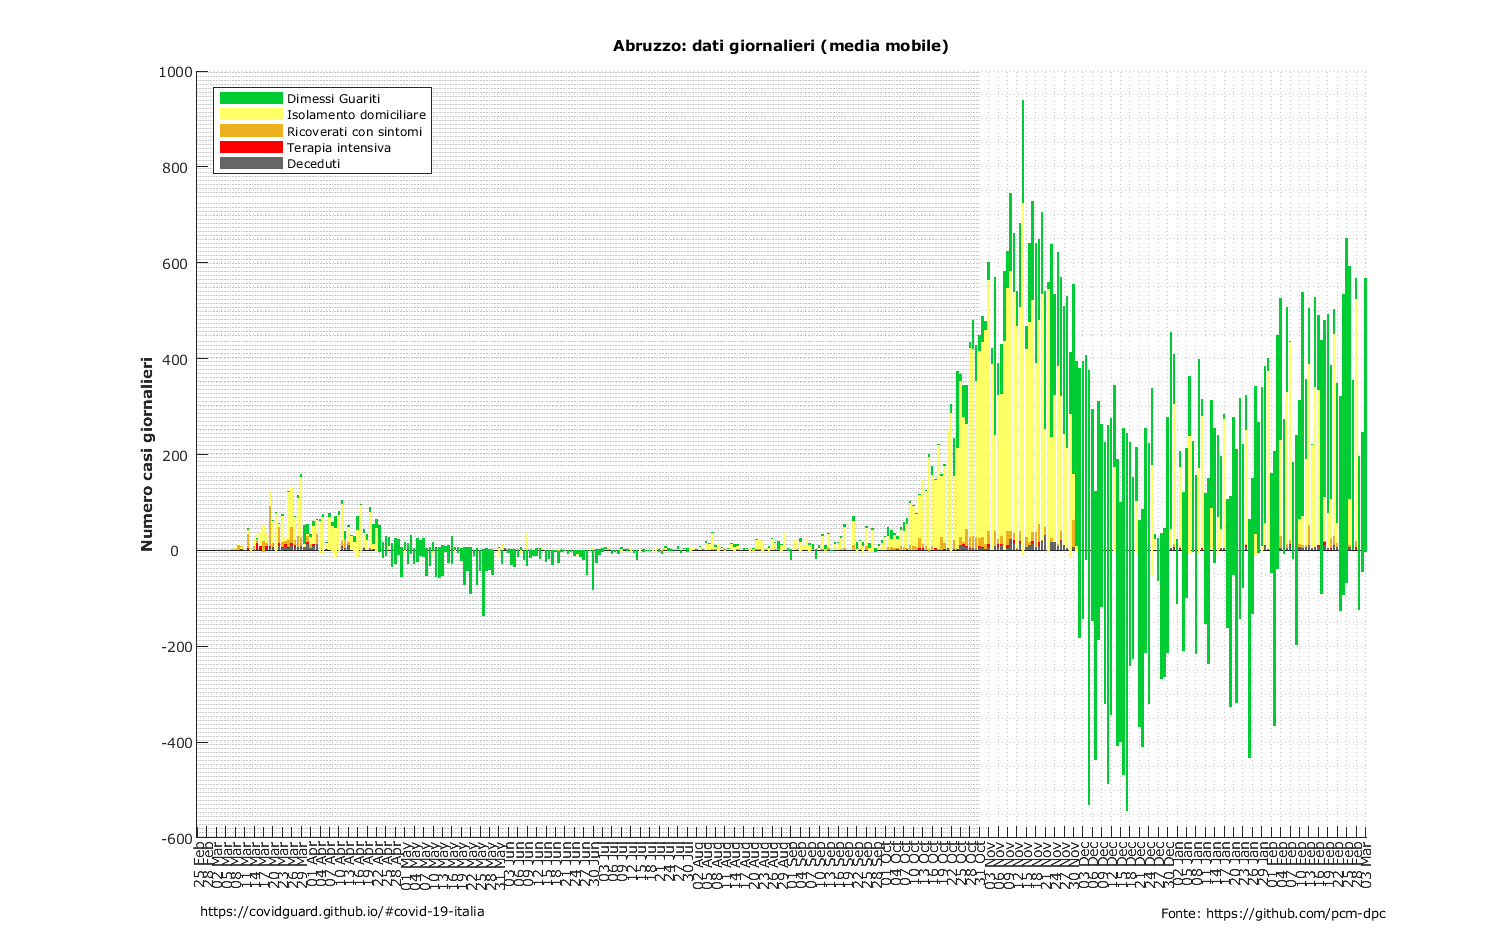 Abruzzo: dati giornalieri (media mobile)
1000
800
600
400
200
0
-200
-400
-600
Numero casi giornalieri
Dimessi Guariti
Isolamento domiciliare
Ricoverati con sintomi
Terapia intensiva
Deceduti
25 Feb
28 Feb
02 Mar
05 Mar
08 Mar
11 Mar
14 Mar
17 Mar
20 Mar
23 Mar
26 Mar
29 Mar
01 Apr
04 Apr
07 Apr
10 Apr
13 Apr
16 Apr
19 Apr
22 Apr
25 Apr
28 Apr
01 May
04 May
07 May
10 May
13 May
16 May
19 May
22 May
25 May
28 May
31 May
03 Jun
06 Jun
09 Jun
12 Jun
15 Jun
18 Jun
21 Jun
24 Jun
27 Jun
30 Jun
03 Jul
06 Jul
09 Jul
12 Jul
15 Jul
18 Jul
21 Jul
24 Jul
27 Jul
30 Jul
02 Aug
05 Aug
08 Aug
11 Aug
14 Aug
17 Aug
20 Aug
23 Aug
26 Aug
29 Aug
01 Sep
04 Sep
07 Sep
10 Sep
13 Sep
16 Sep
19 Sep
22 Sep
25 Sep
28 Sep
01 Oct
04 Oct
07 Oct
10 Oct
13 Oct
16 Oct
19 Oct
22 Oct
25 Oct
28 Oct
31 Oct
03 Nov
06 Nov
09 Nov
12 Nov
15 Nov
18 Nov
21 Nov
24 Nov
27 Nov
30 Nov
03 Dec
06 Dec
09 Dec
12 Dec
15 Dec
18 Dec
21 Dec
24 Dec
27 Dec
30 Dec
02 Jan
05 Jan
08 Jan
11 Jan
14 Jan
17 Jan
20 Jan
23 Jan
26 Jan
29 Jan
01 Feb
04 Feb
07 Feb
10 Feb
13 Feb
16 Feb
19 Feb
22 Feb
25 Feb
28 Feb
03 Mar
https://covidguard.github.io/#covid-19-italia
Fonte: https://github.com/pcm-dpc